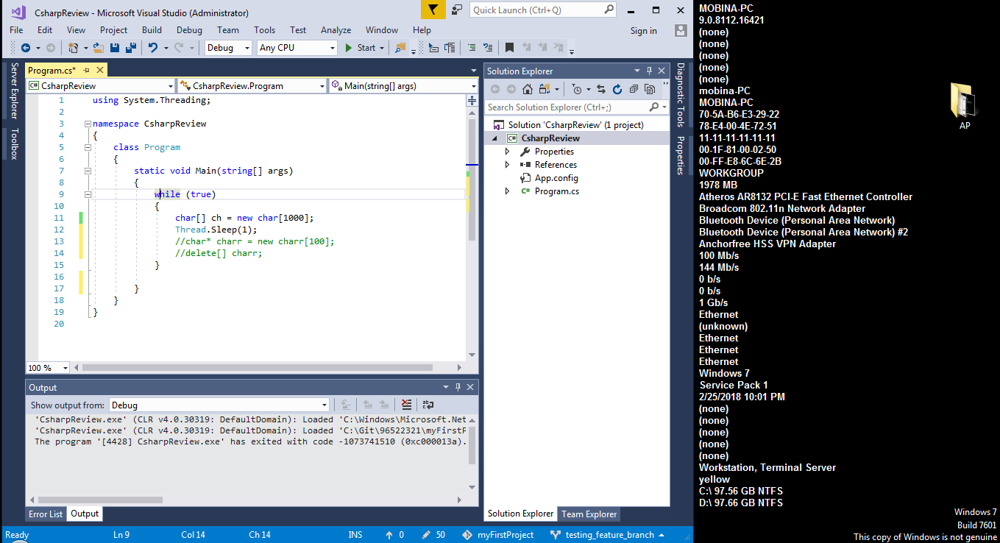 CsharpReview - Microsoft Visual Studio (Administrator)
Quick Launch (Ctrl+Q)
File Edit View Project Build Debug Team Tools Test Analyze Window Help
Sign in
Debug Any CPU Start
Server Explorer
Toolbox
Program.cs*
C# CsharpReview CsharpReview.Program Main(string[] args)
1 using System.Threading;
2
3 namespace CsharpReview
4 {
5 class Program
6 {
7 static void Main(string[] args)
8 {
9 while (true)
10 {
11 char[] ch = new char[1000];
12 Thread.Sleep(1);
13 //char* charr = new charr[100];
14 //delete[] charr;
15 }
16
17 }
18 }
19 }
20
100 %
Output
Show output from: Debug
'CsharpReview.exe' (CLR v4.0.30319: DefaultDomain): Loaded 'C:\Windows\Microsoft.Net
'CsharpReview.exe' (CLR v4.0.30319: DefaultDomain): Loaded 'C:\Git\96522321\myFirstP
The program '[4428] CsharpReview.exe' has exited with code -1073741510 (0xc000013a).
Error List Output
Solution Explorer
Search Solution Explorer (Ctrl+;)
Solution 'CsharpReview' (1 project)
C# CsharpReview
Properties
References
App.config
C# Program.cs
Solution Explorer Team Explorer
Diagnostic Tools
Properties
Ready Ln 9 Col 14 Ch 14 INS 0 50 myFirstProject testing_feature_branch
MOBINA-PC
9.0.8112.16421
(none)
(none)
(none)
(none)
(none)
mobina-PC
MOBINA-PC
70-5A-B6-E3-29-22
78-E4-00-4E-72-51
11-11-11-11-11-11
00-1F-81-00-02-50
00-FF-E8-6C-6E-2B
WORKGROUP
1978 MB
Atheros AR8132 PCI-E Fast Ethernet Controller
Broadcom 802.11n Network Adapter
Bluetooth Device (Personal Area Network)
Bluetooth Device (Personal Area Network) #2
Anchorfree HSS VPN Adapter
100 Mb/s
144 Mb/s
0 b/s
0 b/s
1 Gb/s
Ethernet
(unknown)
Ethernet
Ethernet
Ethernet
Windows 7
Service Pack 1
2/25/2018 10:01 PM
(none)
(none)
(none)
(none)
(none)
Workstation, Terminal Server
yellow
C:\ 97.56 GB NTFS
D:\ 97.66 GB NTFS
AP
Windows 7
Build 7601
This copy of Windows is not genuine